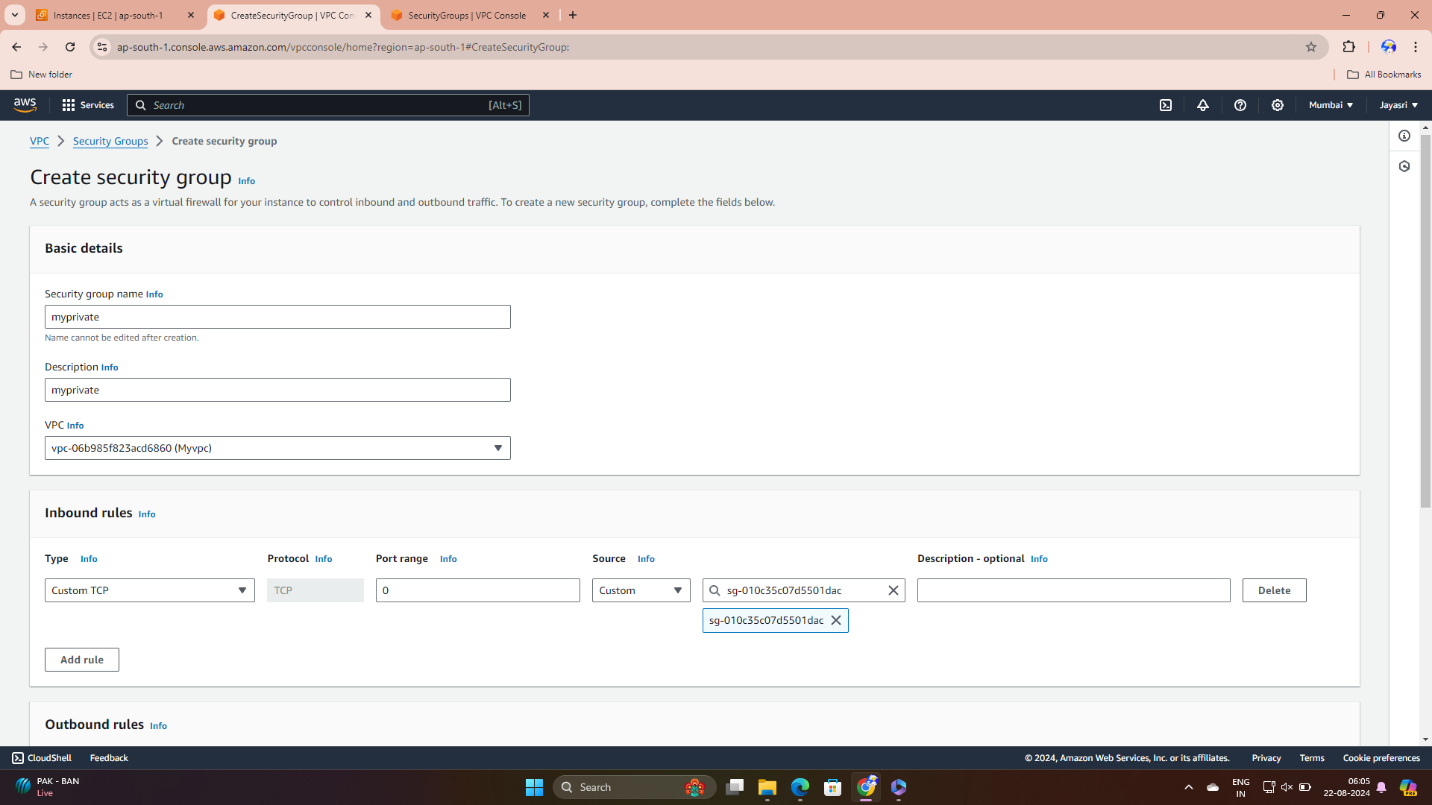 Instances | EC2 | ap-south-1
CreateSecurityGroup | VPC Con
SecurityGroups | VPC Console
ap-south-1.console.aws.amazon.com/vpcconsole/home?region=ap-south-1#CreateSecurityGroup:
New folder
All Bookmarks
aws
Services
Search [Alt+S]
Mumbai
Jayasri
VPC > Security Groups > Create security group
Create security group Info
A security group acts as a virtual firewall for your instance to control inbound and outbound traffic. To create a new security group, complete the fields below.
Basic details
Security group name Info
myprivate
Name cannot be edited after creation.
Description Info
myprivate
VPC Info
vpc-06b985f823acd6860 (Myvpc)
Inbound rules Info
Type Info Protocol Info Port range Info Source Info Description - optional Info
Custom TCP TCP 0 Custom sg-010c35c07d5501dac Delete
sg-010c35c07d5501dac
Add rule
Outbound rules Info
CloudShell Feedback © 2024, Amazon Web Services, Inc. or its affiliates. Privacy Terms Cookie preferences
PAK - BAN
Live
Search
ENG
IN
06:05
22-08-2024